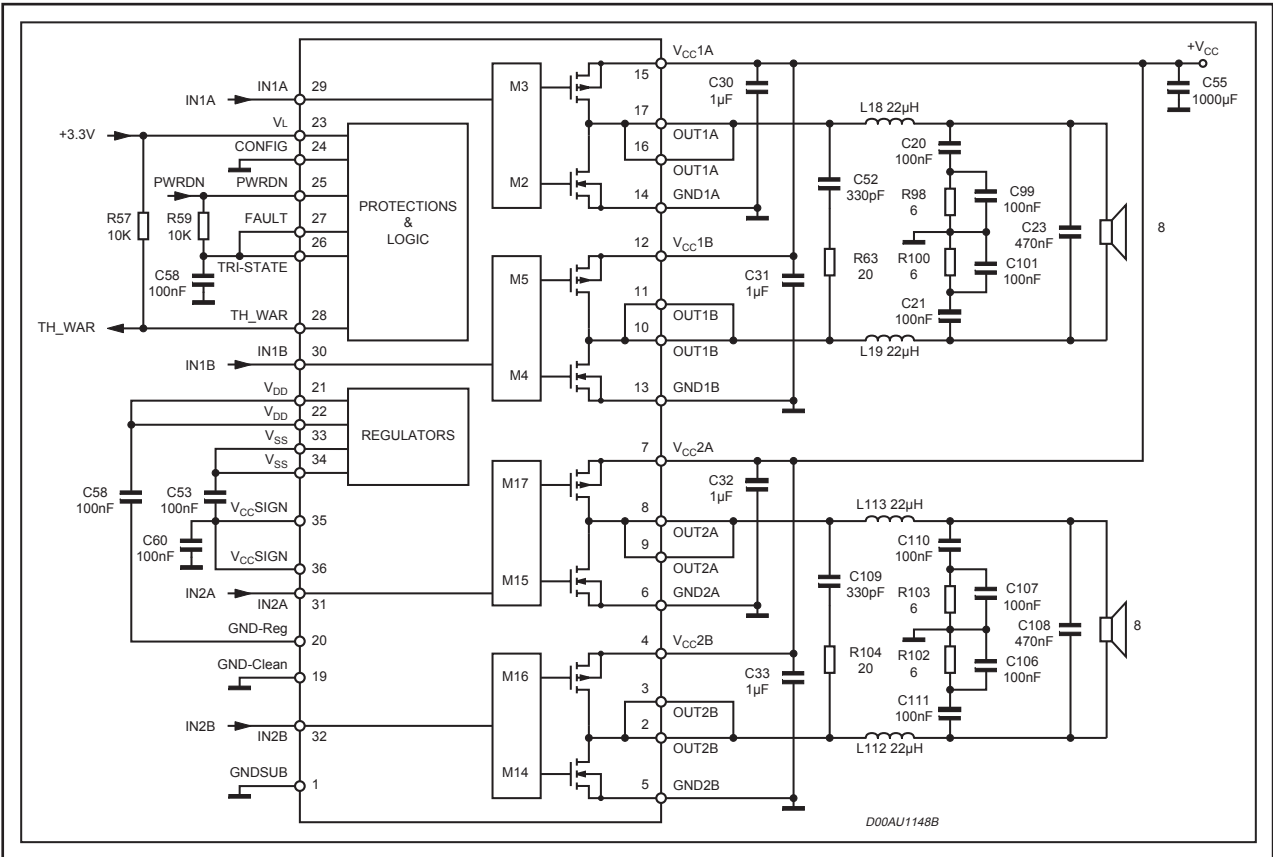 +VCC
C55
1000µF
VCC1A
15
C30
1µF
M3
IN1A
29
IN1A
17
OUT1A
16
OUT1A
L18 22µH
C20
100nF
+3.3V
VL
23
CONFIG
24
PWRDN
PWRDN
25
FAULT
27
26
TRI-STATE
R57
10K
R59
10K
C58
100nF
PROTECTIONS
&
LOGIC
TH_WAR
TH_WAR
28
M2
14
GND1A
C52
330pF
R98
6
C99
100nF
C23
470nF
8
R63
20
R100
6
C101
100nF
C21
100nF
12
VCC1B
M5
C31
1µF
11
OUT1B
10
OUT1B
L19 22µH
IN1B
IN1B
30
M4
13
GND1B
VDD
21
VDD
22
VSS
33
VSS
34
REGULATORS
C58
100nF
C53
100nF
VCCSIGN
35
C60
100nF
VCCSIGN
36
IN2A
IN2A
31
GND-Reg
20
GND-Clean
19
IN2B
IN2B
32
GNDSUB
1
7
VCC2A
M17
C32
1µF
8
OUT2A
9
OUT2A
L113 22µH
C110
100nF
M15
6
GND2A
C109
330pF
R103
6
C107
100nF
C108
470nF
8
R104
20
R102
6
C106
100nF
C111
100nF
4
VCC2B
M16
C33
1µF
3
OUT2B
2
OUT2B
L112 22µH
M14
5
GND2B
D00AU1148B